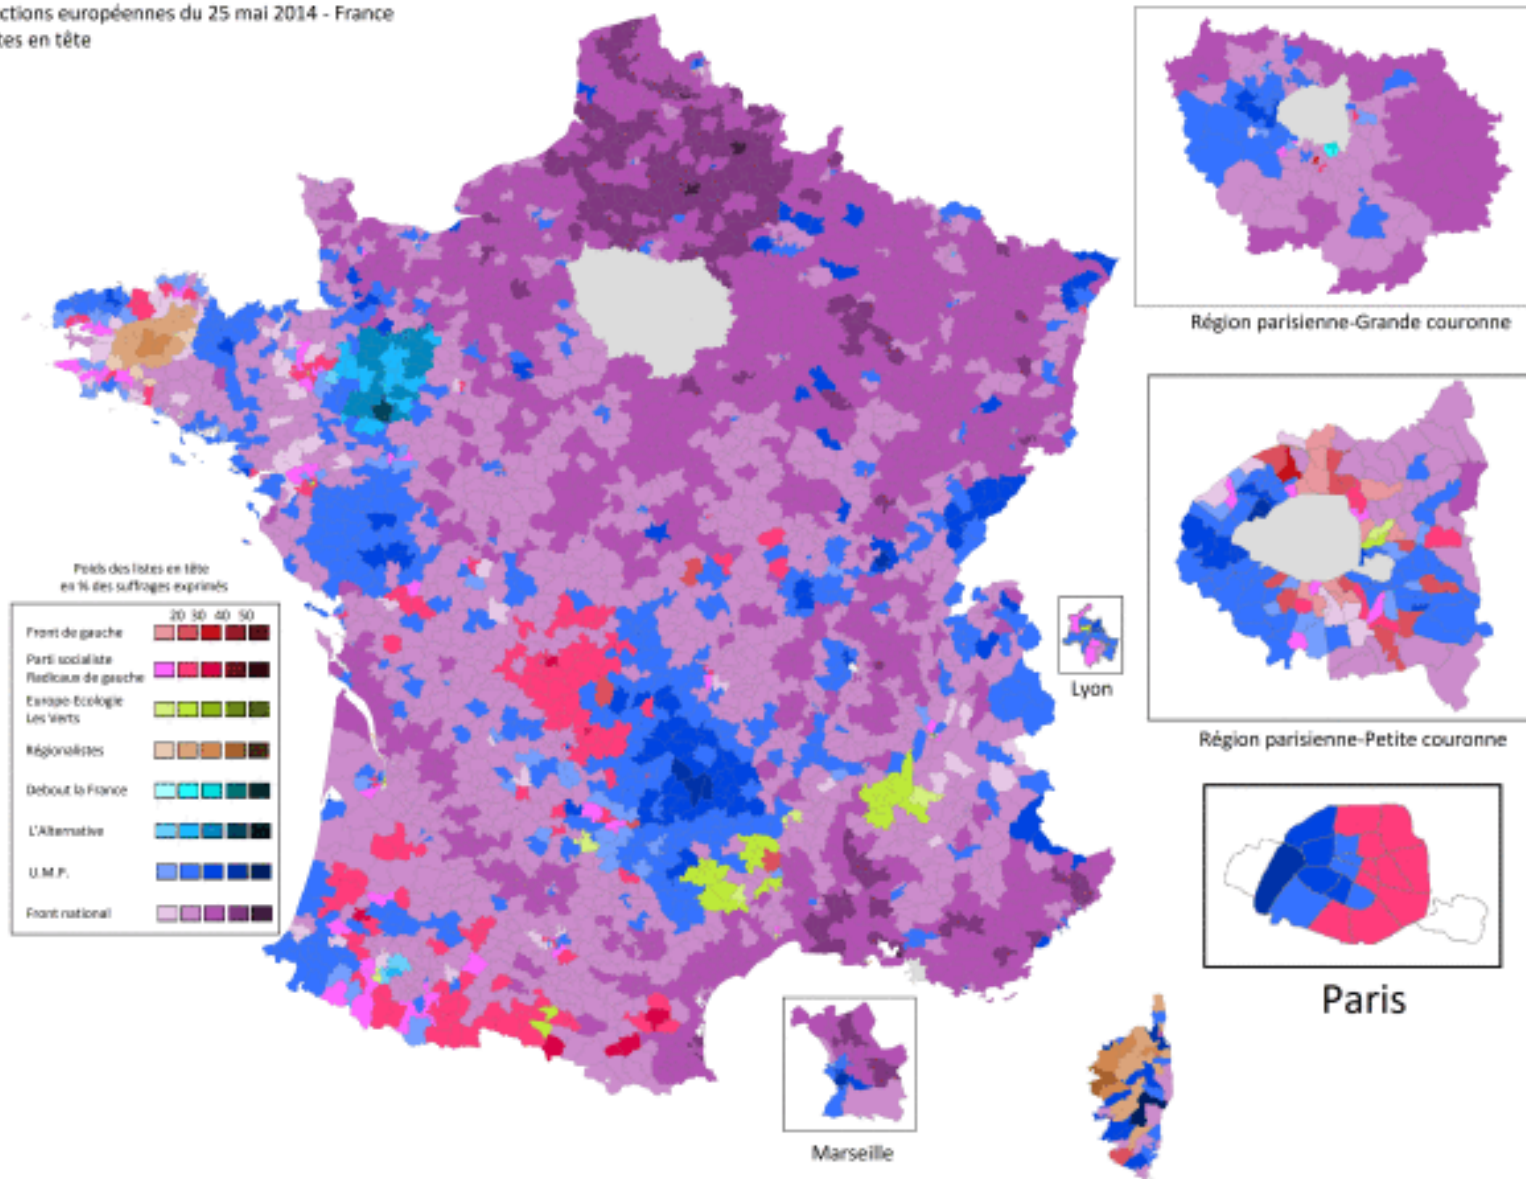 ctions européennes du 25 mai 2014 - France
tes en tête
Région parisienne-Grande couronne
Poids des listes en tête
en % des suffrages exprimés
20 30 40 50
Front de gauche
Parti socialiste
Radicaux de gauche
Europe-Ecologie
Les Verts
Régionalistes
Debout la France
L'Alternative
U.M.P.
Front national
Lyon
Région parisienne-Petite couronne
Paris
Marseille